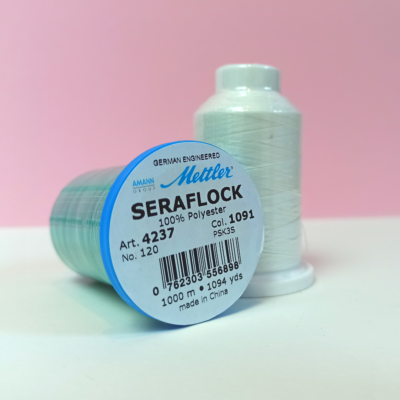 GERMAN ENGINEERED
AMANN GROUP
Mettler
SERAFLOCK
100% Polyester
Art. 4237 Col. 1091
No. 120 PSK35
0 762303 556898
1000 m • 1094 yds
made in China